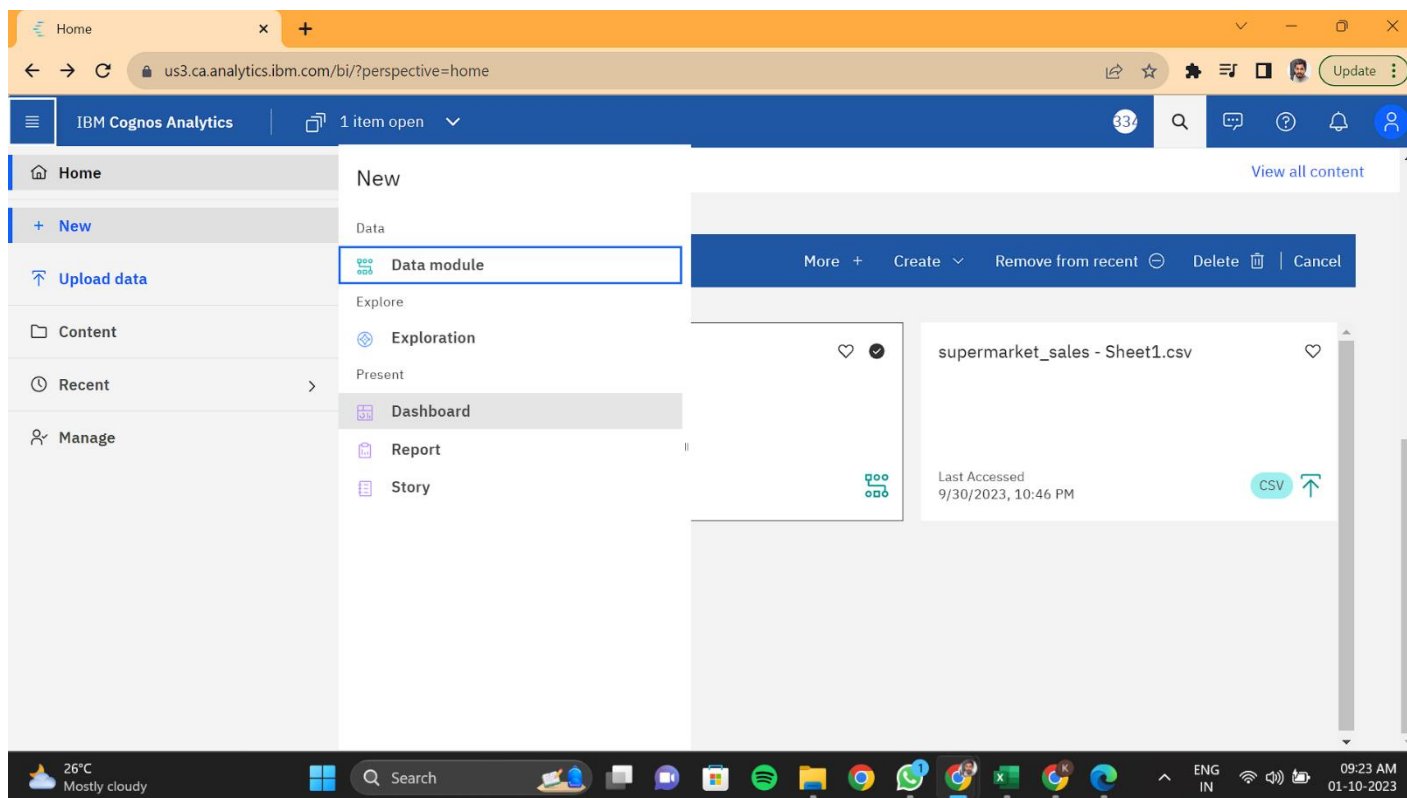 Home
us3.ca.analytics.ibm.com/bi/?perspective=home
Update
IBM Cognos Analytics
1 item open
334
Home
New
View all content
+ New
Data
Data module
More +
Create
Remove from recent
Delete
Cancel
Upload data
Explore
Content
Exploration
supermarket_sales - Sheet1.csv
Recent
Present
Dashboard
Manage
Report
Story
Last Accessed
9/30/2023, 10:46 PM
CSV
26°C
Mostly cloudy
Search
1
K
ENG
IN
09:23 AM
01-10-2023